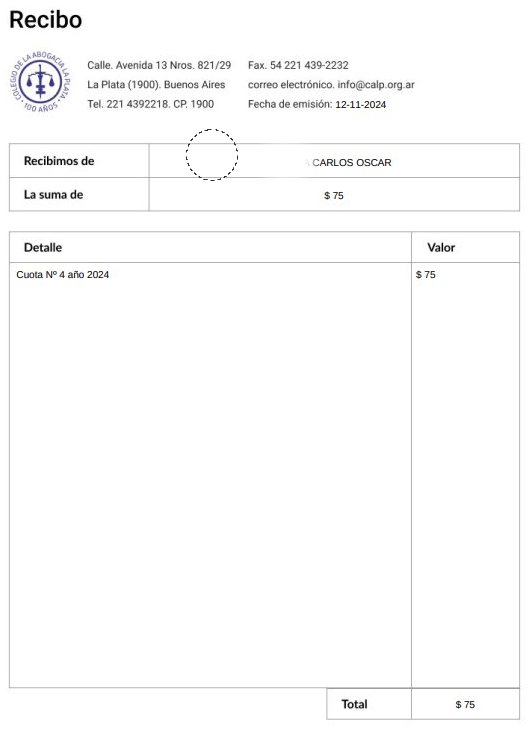 Recibo
COLEGIO DE LA ABOGACIA LA PLATA
· 100 AÑOS ·
Calle. Avenida 13 Nros. 821/29 Fax. 54 221 439-2232
La Plata (1900). Buenos Aires correo electrónico. info@calp.org.ar
Tel. 221 4392218. CP. 1900 Fecha de emisión: 12-11-2024
Recibimos de CARLOS OSCAR
La suma de $ 75
Detalle Valor
Cuota Nº 4 año 2024 $ 75
Total $ 75